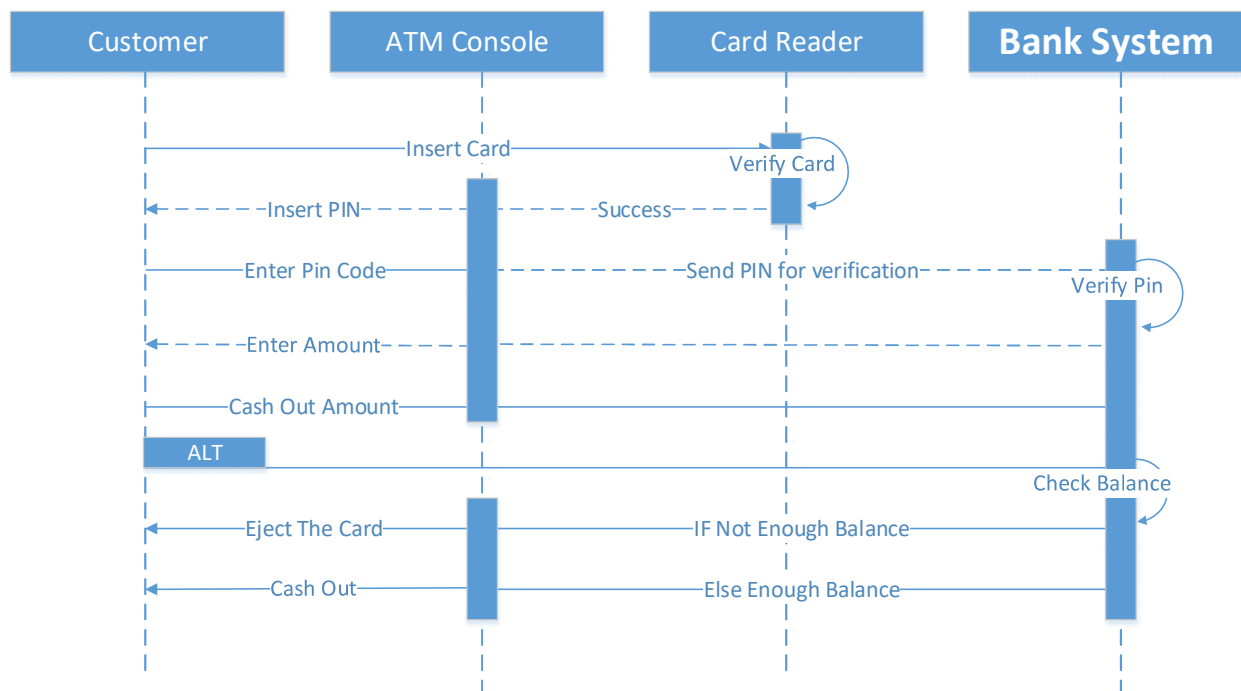 Customer
ATM Console
Card Reader
Bank System
Insert Card
Verify Card
Insert PIN
Success
Enter Pin Code
Send PIN for verification
Verify Pin
Enter Amount
Cash Out Amount
ALT
Check Balance
Eject The Card
IF Not Enough Balance
Cash Out
Else Enough Balance